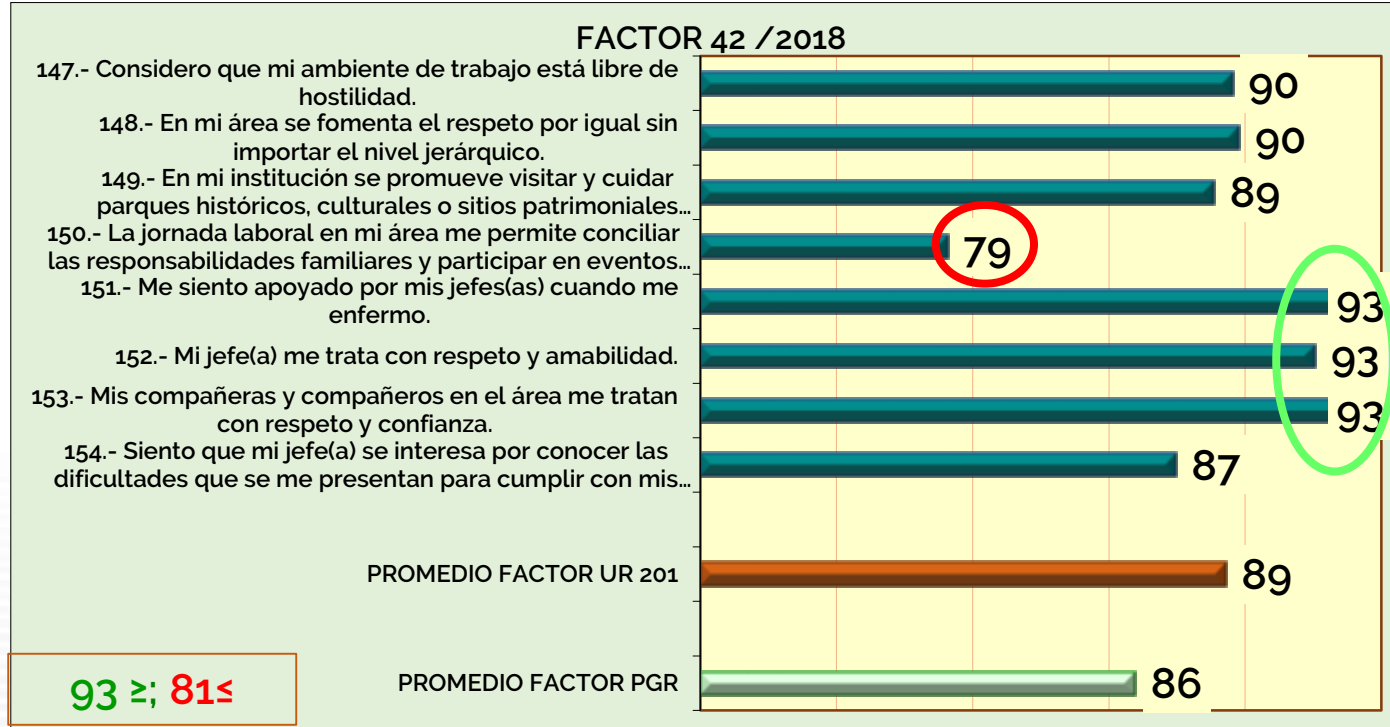 FACTOR 42 /2018
147.- Considero que mi ambiente de trabajo está libre de
hostilidad.
90
148.- En mi área se fomenta el respeto por igual sin
importar el nivel jerárquico.
90
149.- En mi institución se promueve visitar y cuidar
parques históricos, culturales o sitios patrimoniales...
89
150.- La jornada laboral en mi área me permite conciliar
las responsabilidades familiares y participar en eventos...
79
151.- Me siento apoyado por mis jefes(as) cuando me
enfermo.
93
152.- Mi jefe(a) me trata con respeto y amabilidad.
93
153.- Mis compañeras y compañeros en el área me tratan
con respeto y confianza.
93
154.- Siento que mi jefe(a) se interesa por conocer las
dificultades que se me presentan para cumplir con mis...
87
PROMEDIO FACTOR UR 201
89
PROMEDIO FACTOR PGR
86
93 ≥; 81≤